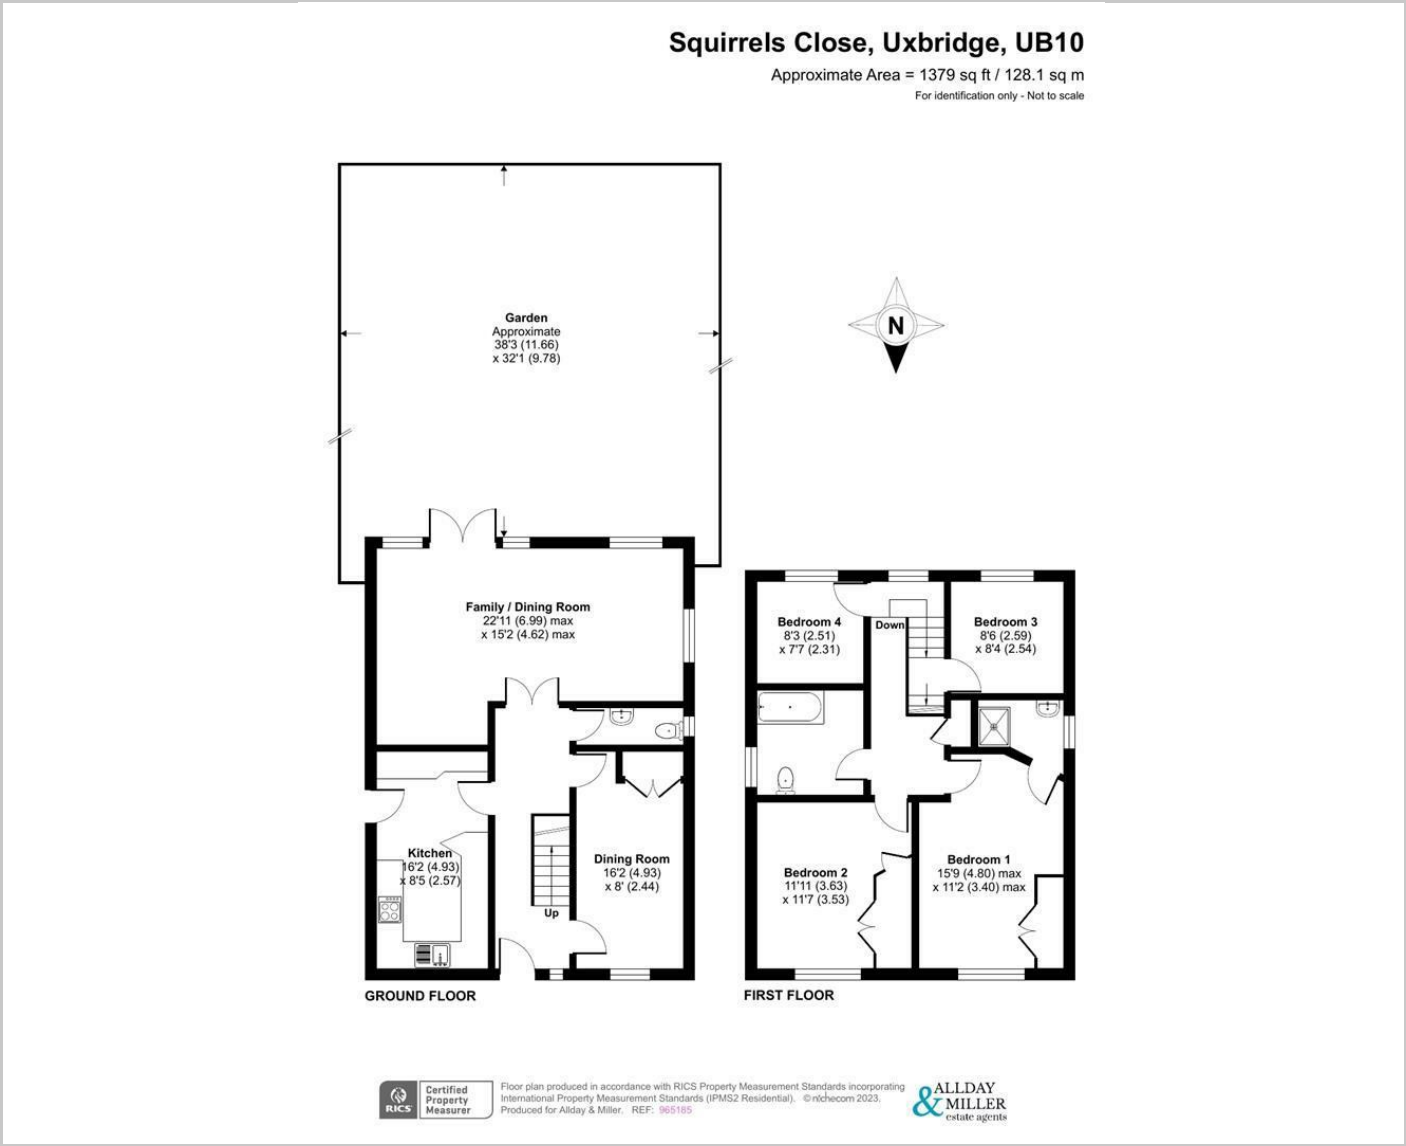 Squirrels Close, Uxbridge, UB10
Approximate Area = 1379 sq ft / 128.1 sq m
For identification only - Not to scale
Garden
Approximate
38'3 (11.66)
x 32'1 (9.78)
N
Family / Dining Room
22'11 (6.99) max
x 15'2 (4.62) max
Kitchen
16'2 (4.93)
x 8'5 (2.57)
Dining Room
16'2 (4.93)
x 8' (2.44)
Up
GROUND FLOOR
Bedroom 4
8'3 (2.51)
x 7'7 (2.31)
Down
Bedroom 3
8'6 (2.59)
x 8'4 (2.54)
Bedroom 2
11'11 (3.63)
x 11'7 (3.53)
Bedroom 1
15'9 (4.80) max
x 11'2 (3.40) max
FIRST FLOOR
RICS
Certified
Property
Measurer
Floor plan produced in accordance with RICS Property Measurement Standards incorporating
International Property Measurement Standards (IPMS2 Residential). © nichecom 2023.
Produced for Allday & Miller. REF: 965185
ALLDAY
& MILLER
estate agents